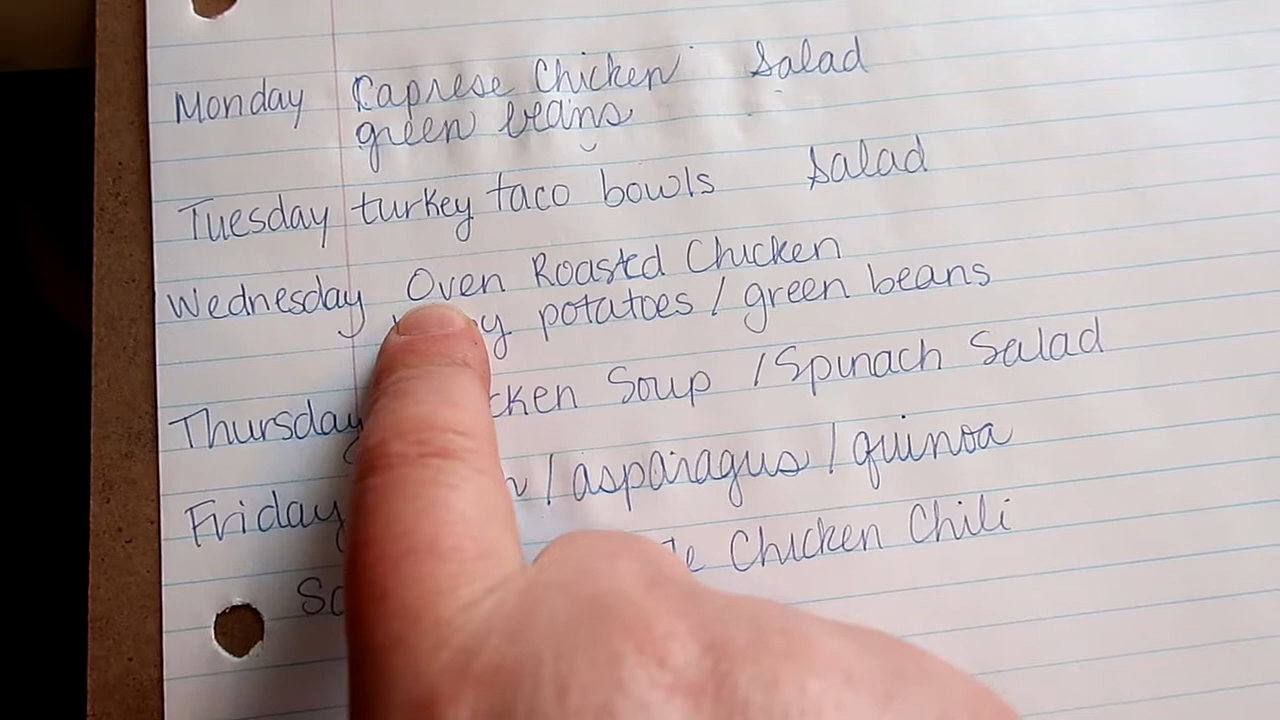 Monday Caprese Chicken Salad
green beans
Tuesday turkey taco bowls Salad
Wednesday Oven Roasted Chicken
potatoes / green beans
Thursday Soup / Spinach Salad
Friday / asparagus / quinoa
Chicken Chili